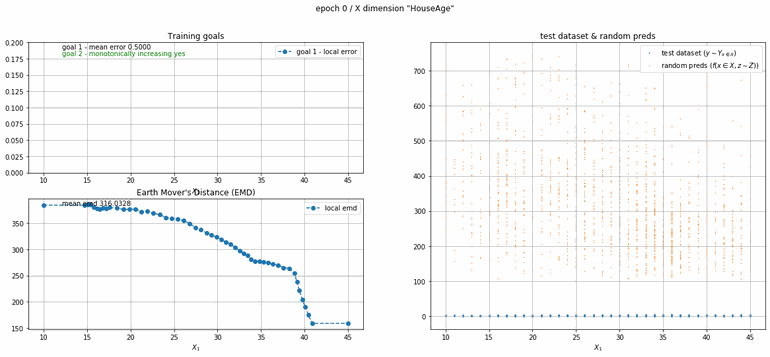 epoch 0 / X dimension "HouseAge"
Training goals
goal 1 - mean error 0.5000
goal 2 - monotonically increasing yes
goal 1 - local error
0.200
0.175
0.150
0.125
0.100
0.075
0.050
0.025
0.000
10 15 20 25 30 35 40 45
Earth Mover's Distance (EMD)
mean emd 316.0328
local emd
350
300
250
200
150
10 15 20 25 30 35 40 45
X₁
test dataset & random preds
test dataset (y ~ Yₓ∈ₓ)
random preds (f(x ∈ X, z ~ Z))
700
600
500
400
300
200
100
0
10 15 20 25 30 35 40 45
X₁